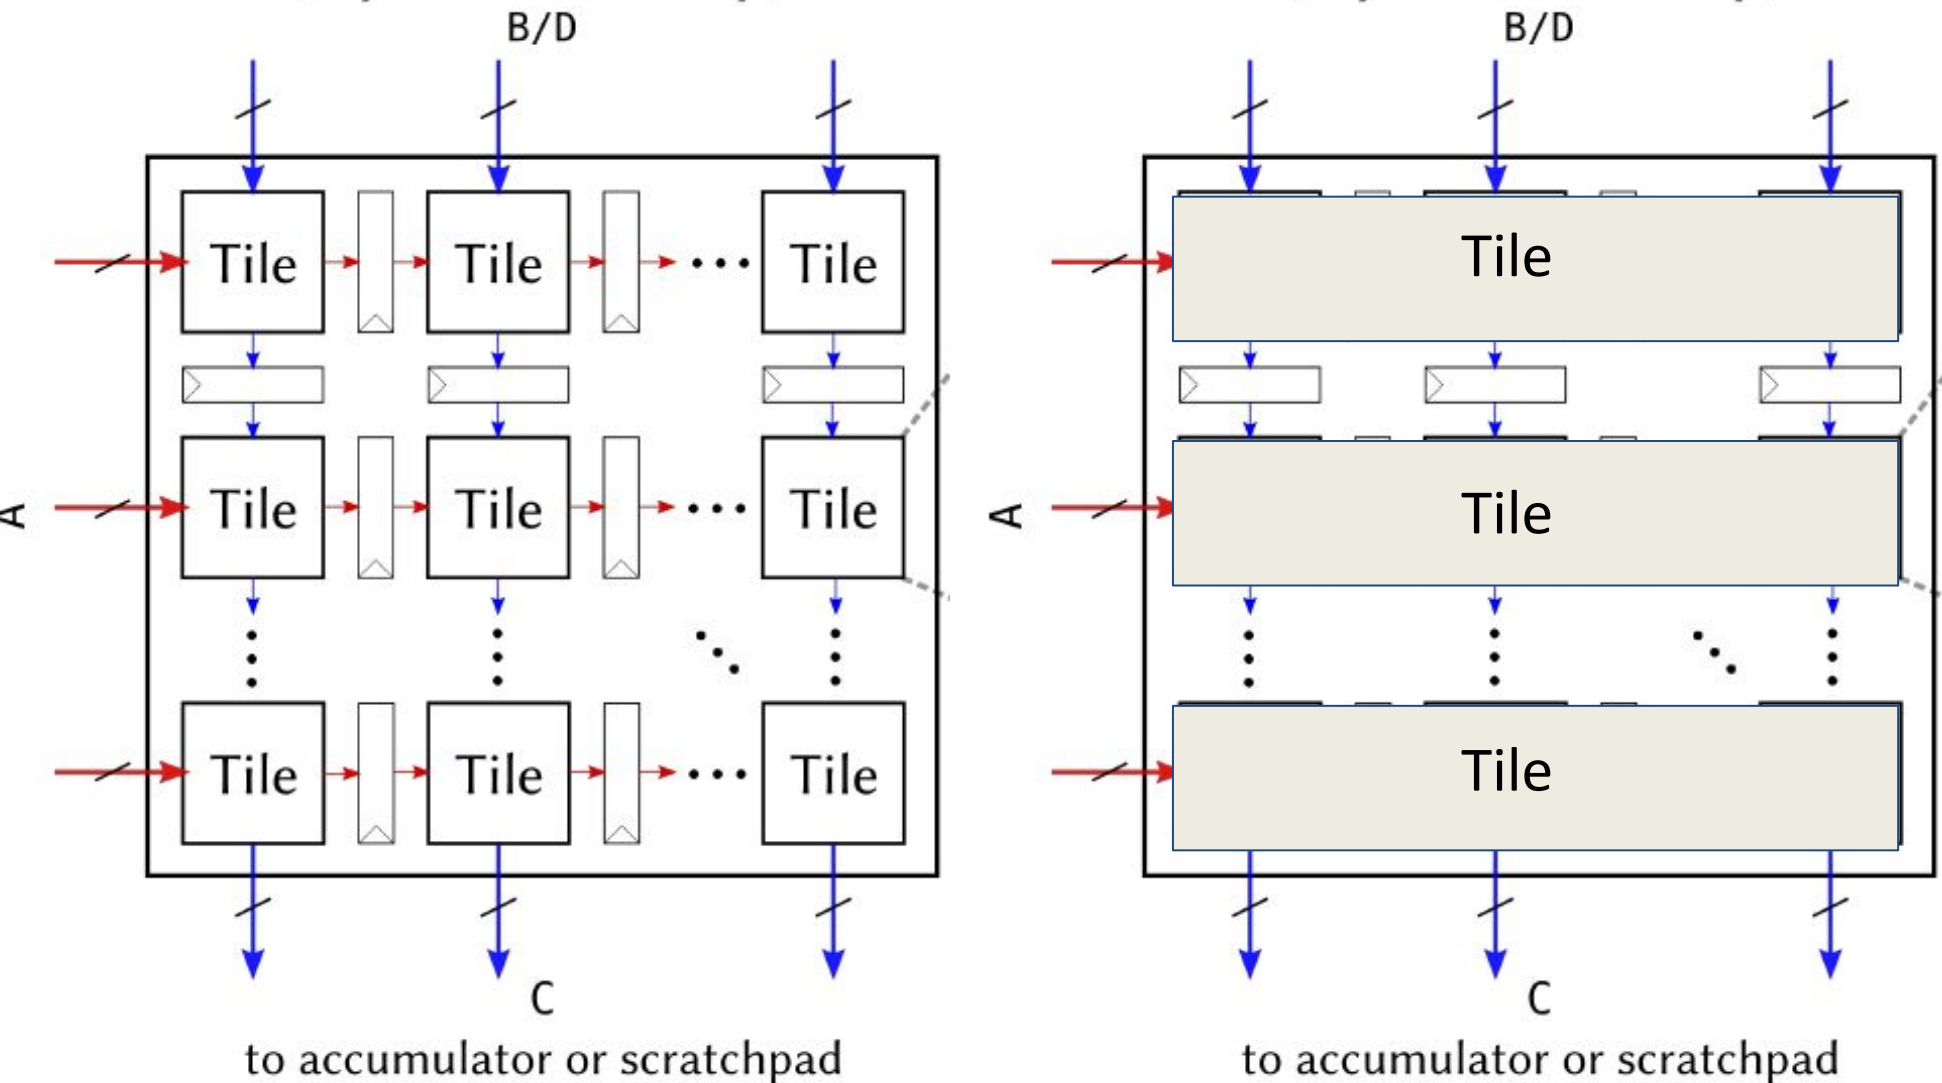 B/D
Tile Tile Tile
Tile Tile Tile
A
Tile Tile Tile
C
to accumulator or scratchpad
B/D
Tile
Tile
A
Tile
C
to accumulator or scratchpad